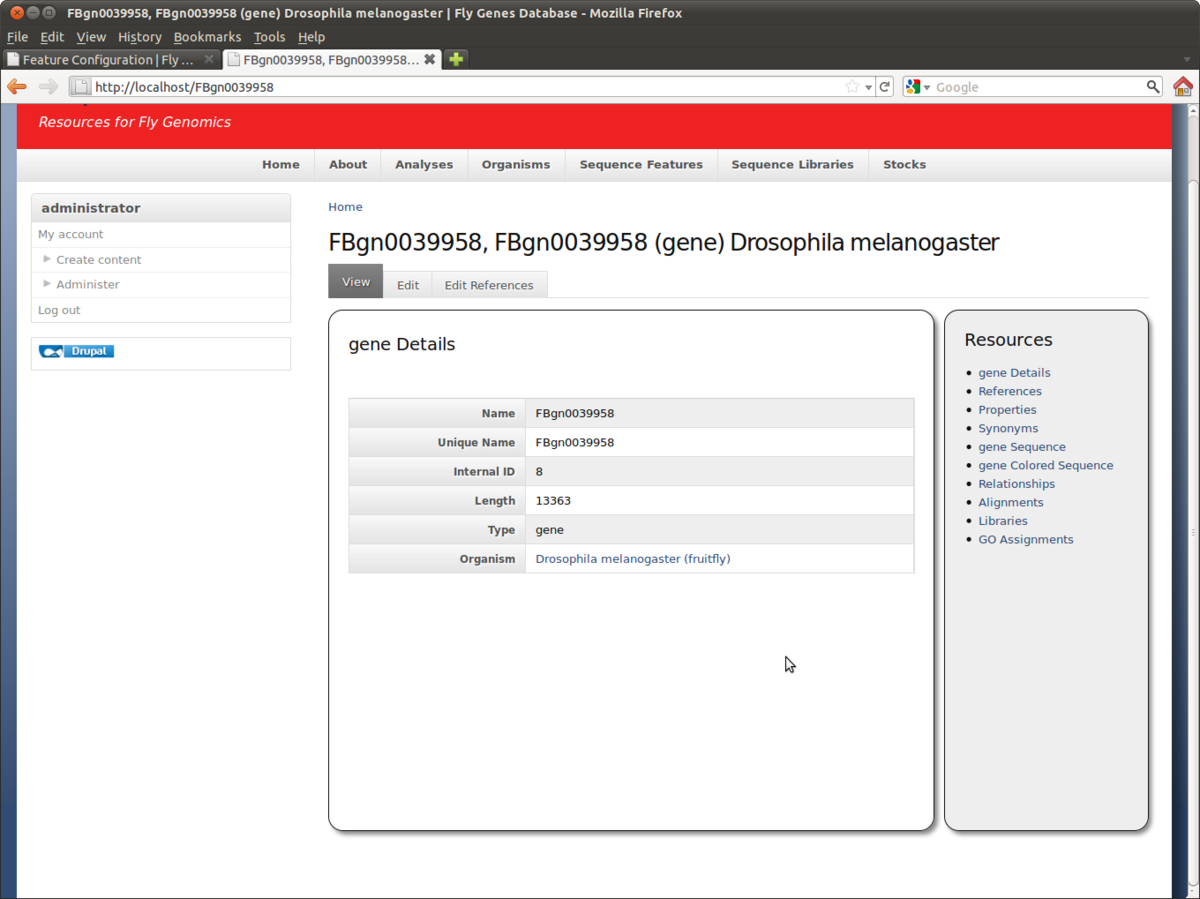 FBgn0039958, FBgn0039958 (gene) Drosophila melanogaster | Fly Genes Database - Mozilla Firefox
File Edit View History Bookmarks Tools Help
Feature Configuration | Fly ... FBgn0039958, FBgn0039958...
http://localhost/FBgn0039958 Google
Resources for Fly Genomics
Home About Analyses Organisms Sequence Features Sequence Libraries Stocks
administrator
My account
Create content
Administer
Log out
Drupal
Home
FBgn0039958, FBgn0039958 (gene) Drosophila melanogaster
View Edit Edit References
gene Details
Name FBgn0039958
Unique Name FBgn0039958
Internal ID 8
Length 13363
Type gene
Organism Drosophila melanogaster (fruitfly)
Resources
gene Details
References
Properties
Synonyms
gene Sequence
gene Colored Sequence
Relationships
Alignments
Libraries
GO Assignments